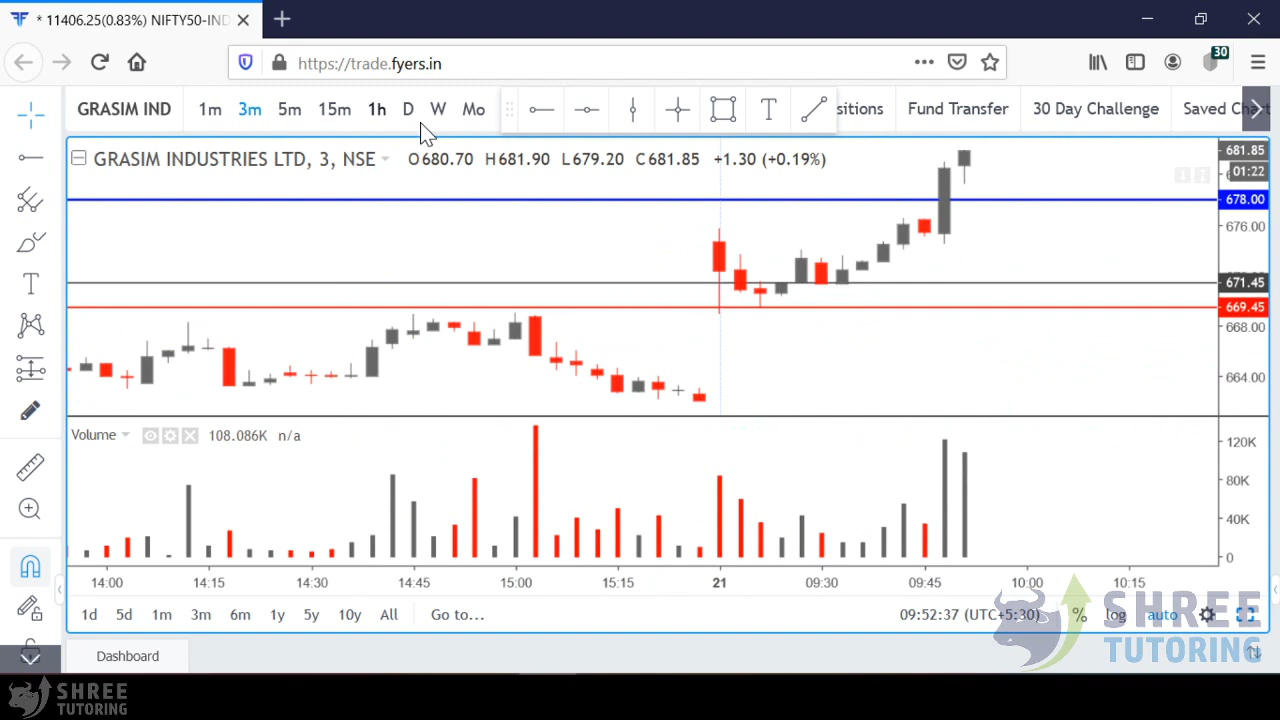 * 11406.25(0.83%) NIFTY50-IND
30
https://trade.fyers.in
GRASIM IND 1m 3m 5m 15m 1h D W Mo T sitions Fund Transfer 30 Day Challenge Saved Chart
GRASIM INDUSTRIES LTD, 3, NSE O680.70 H681.90 L679.20 C681.85 +1.30 (+0.19%)
681.85
01:22
678.00
676.00
671.45
669.45
668.00
664.00
Volume 108.086K n/a
120K
80K
40K
0
14:00 14:15 14:30 14:45 15:00 15:15 21 09:30 09:45 10:00 10:15
1d 5d 1m 3m 6m 1y 5y 10y All Go to... 09:52:37 (UTC+5:30) % log auto
SHREE
TUTORING
Dashboard
SHREE
TUTORING